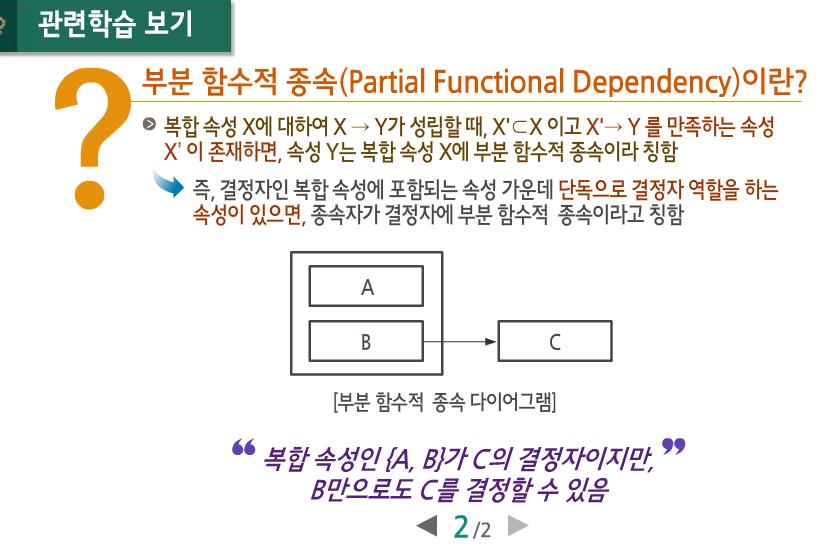 관련학습 보기
부분 함수적 종속(Partial Functional Dependency)이란?
복합 속성 X에 대하여 X → Y가 성립할 때, X'⊂X 이고 X'→ Y 를 만족하는 속성
X' 이 존재하면, 속성 Y는 복합 속성 X에 부분 함수적 종속이라 칭함
즉, 결정자인 복합 속성에 포함되는 속성 가운데 단독으로 결정자 역할을 하는
속성이 있으면, 종속자가 결정자에 부분 함수적 종속이라고 칭함
A
B
C
[부분 함수적 종속 다이어그램]
“ 복합 속성인 {A, B}가 C의 결정자이지만, ”
B만으로도 C를 결정할 수 있음
◀ 2/2 ▶